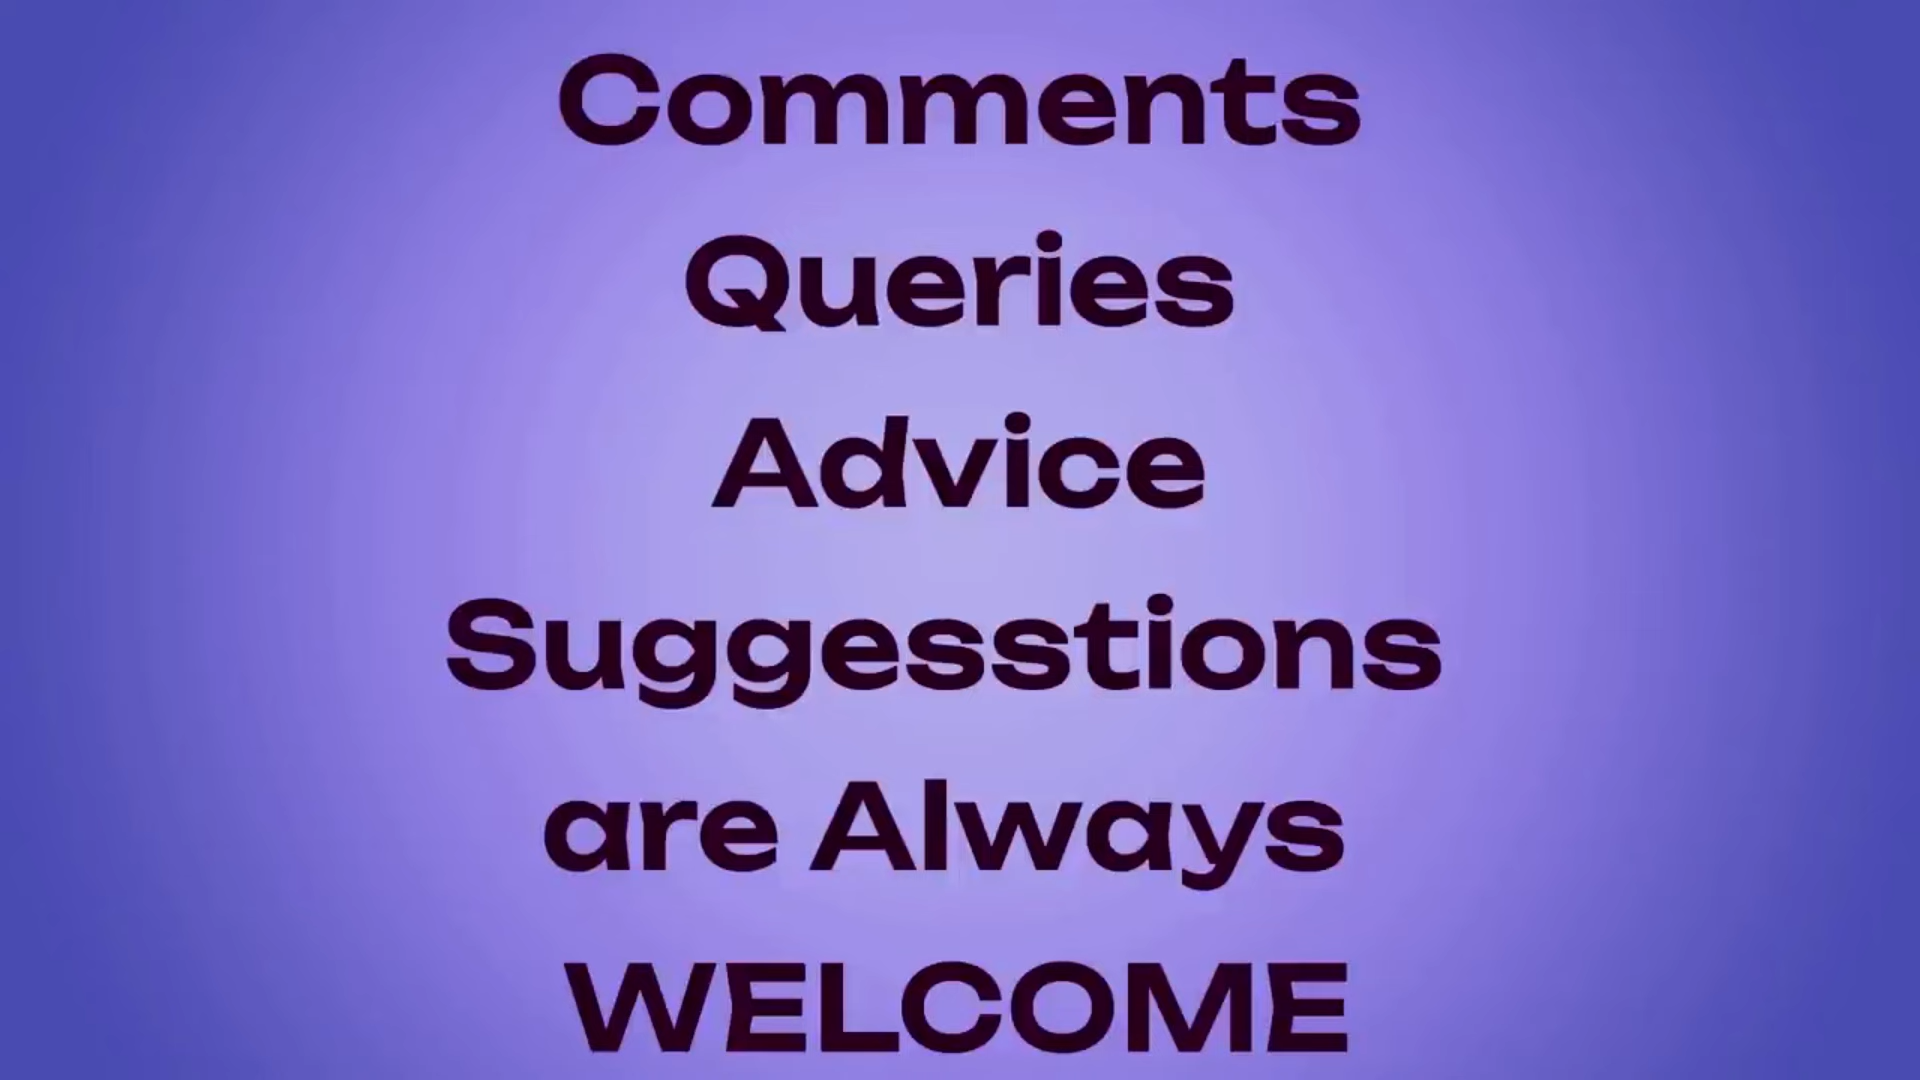 Comments
Queries
Advice
Suggesstions
are Always
WELCOME